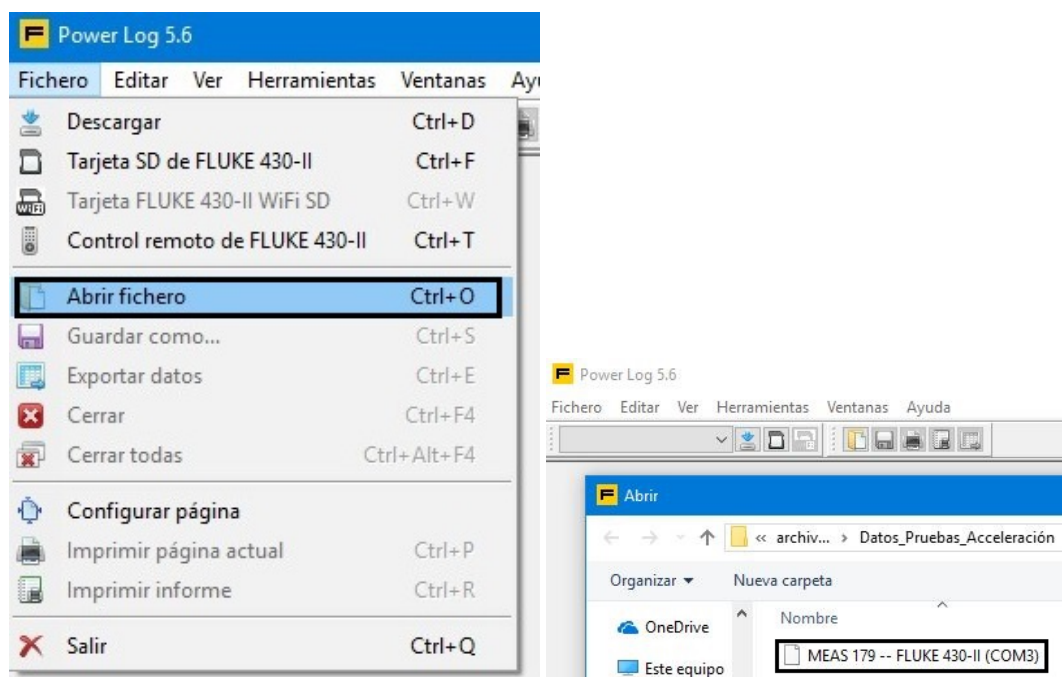 Power Log 5.6
Fichero Editar Ver Herramientas Ventanas
Descargar Ctrl+D
Tarjeta SD de FLUKE 430-II Ctrl+F
WiFi Tarjeta FLUKE 430-II WiFi SD Ctrl+W
Control remoto de FLUKE 430-II Ctrl+T
Abrir fichero Ctrl+O
Guardar como... Ctrl+S
Exportar datos Ctrl+E
Cerrar Ctrl+F4
Cerrar todas Ctrl+Alt+F4
Configurar página
Imprimir página actual Ctrl+P
Imprimir informe Ctrl+R
Salir Ctrl+Q
Power Log 5.6
Fichero Editar Ver Herramientas Ventanas Ayuda
Abrir
« archiv... › Datos_Pruebas_Acceleración
Organizar Nueva carpeta
OneDrive
Este equipo
Nombre
MEAS 179 -- FLUKE 430-II (COM3)